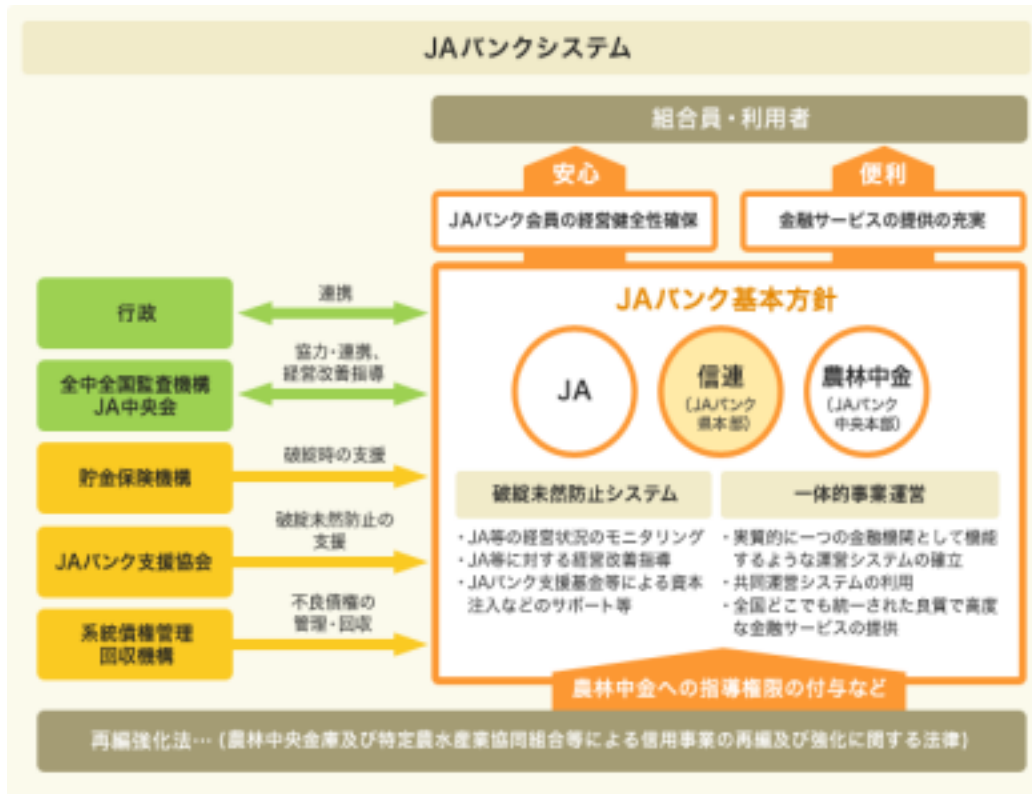 JAバンクシステム
組合員・利用者
安心
便利
JAバンク会員の経営健全性確保
金融サービスの提供の充実
行政
連携
全中全国監査機構
JA中央会
協力・連携、
経営改善指導
貯金保険機構
破綻時の支援
JAバンク支援協会
破綻未然防止の
支援
系統債権管理
回収機構
不良債権の
管理・回収
JAバンク基本方針
JA
信連
(JAバンク
県本部)
農林中金
(JAバンク
中央本部)
破綻未然防止システム
・JA等の経営状況のモニタリング
・JA等に対する経営改善指導
・JAバンク支援基金等による資本
注入などのサポート等
一体的事業運営
・実質的に一つの金融機関として機能
するような運営システムの確立
・共同運営システムの利用
・全国どこでも統一された良質で高度
な金融サービスの提供
農林中金への指導権限の付与など
再編強化法…(農林中央金庫及び特定農水産業協同組合等による信用事業の再編及び強化に関する法律)